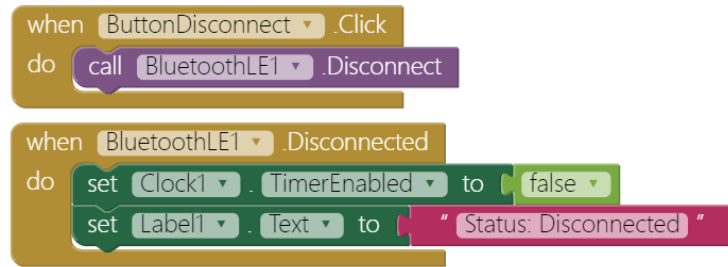 when ButtonDisconnect .Click
do call BluetoothLE1 .Disconnect
when BluetoothLE1 .Disconnected
do set Clock1 . TimerEnabled to false
set Label1 . Text to " Status: Disconnected "